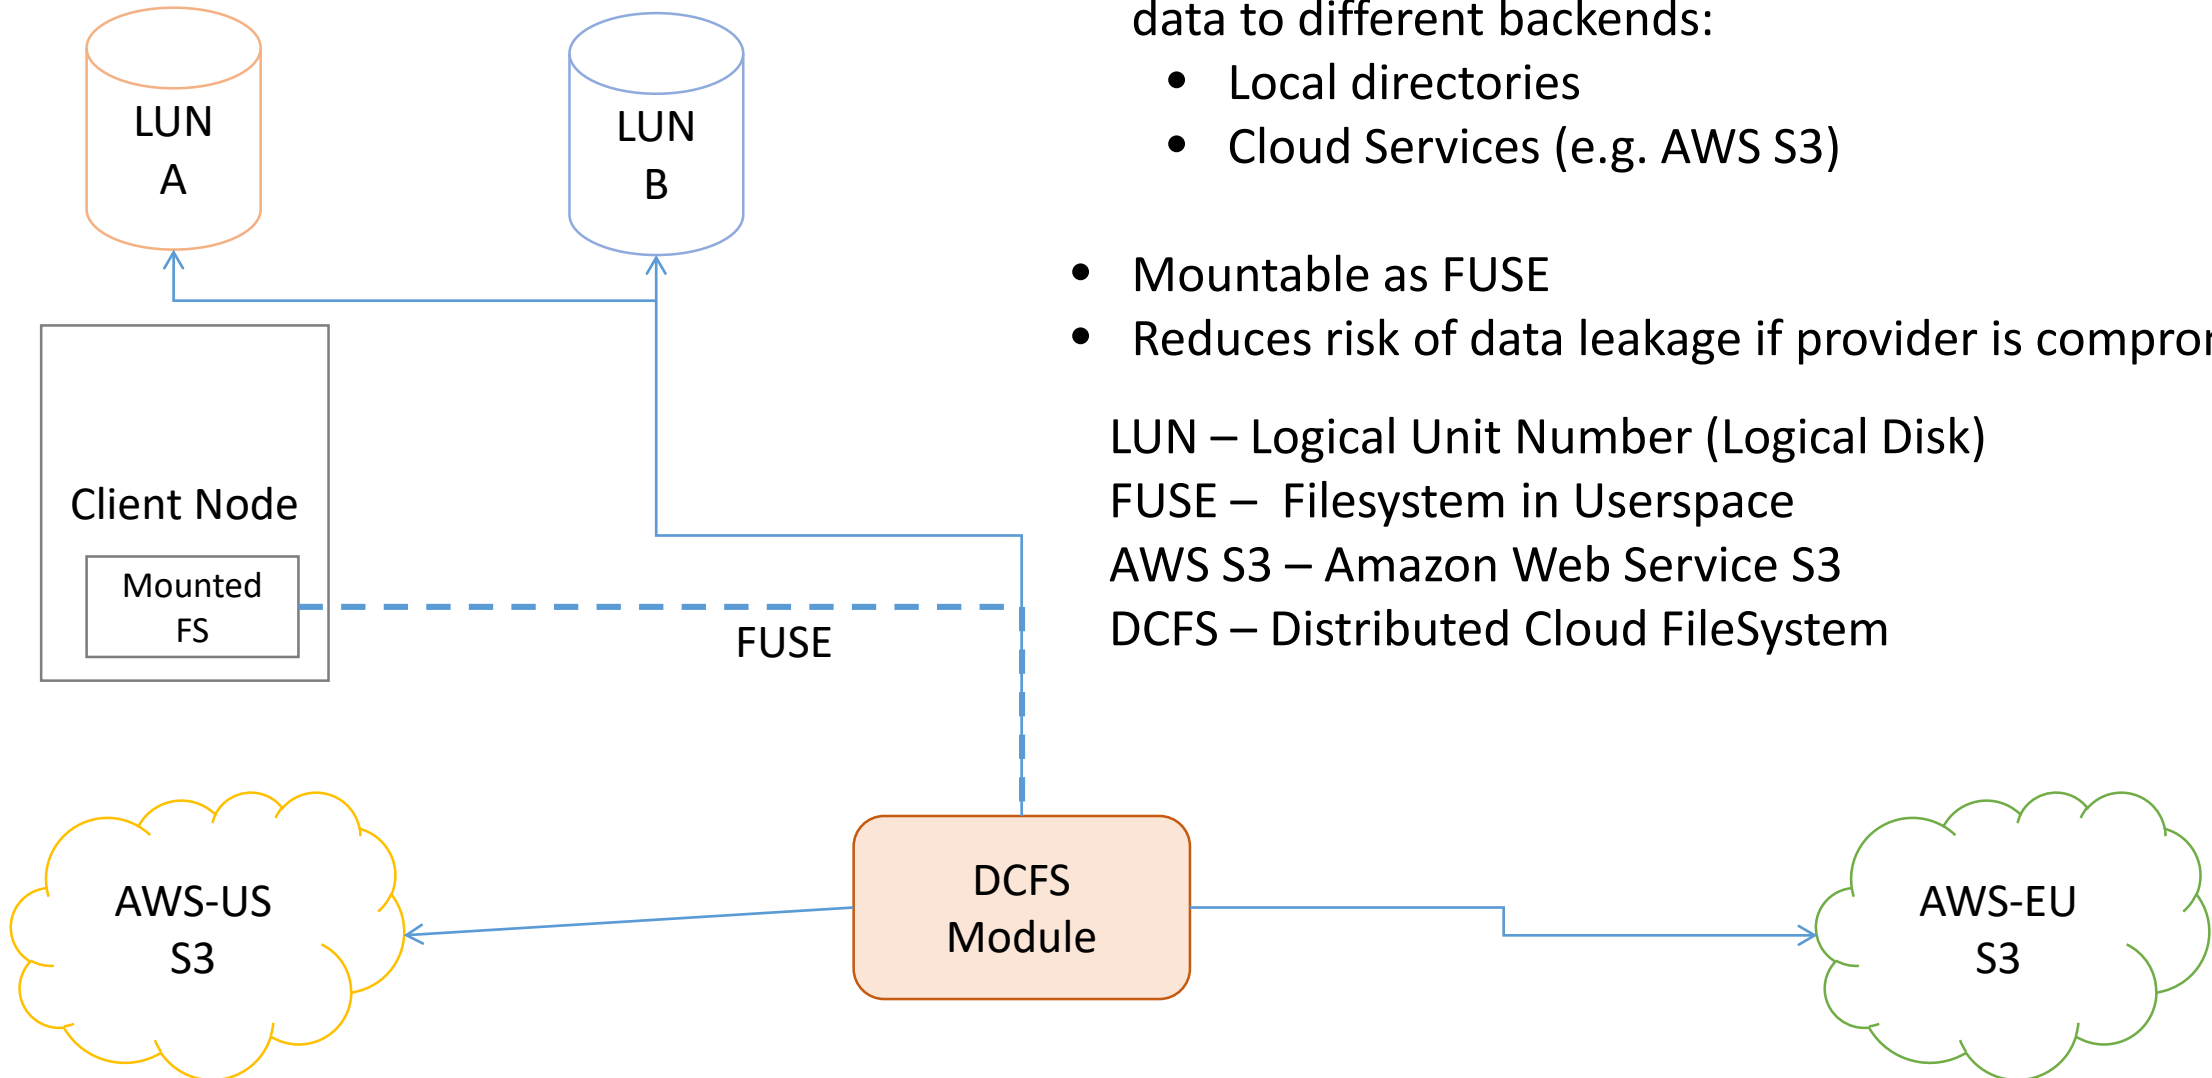 data to different backends:
• Local directories
• Cloud Services (e.g. AWS S3)
• Mountable as FUSE
• Reduces risk of data leakage if provider is
LUN – Logical Unit Number (Logical Disk)
FUSE – Filesystem in Userspace
AWS S3 – Amazon Web Service S3
DCFS – Distributed Cloud FileSystem
LUN
A
LUN
B
Client Node
Mounted
FS
FUSE
AWS-US
S3
DCFS
Module
AWS-EU
S3